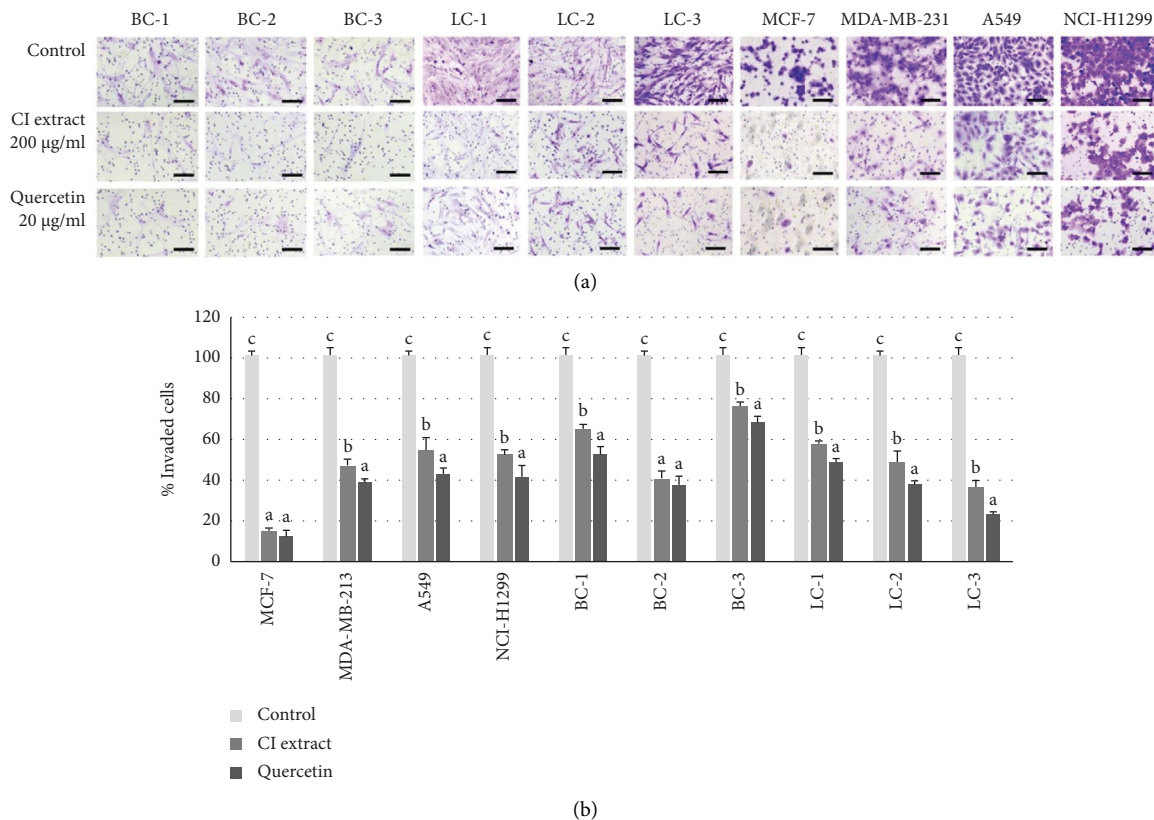 BC-1 BC-2 BC-3 LC-1 LC-2 LC-3 MCF-7 MDA-MB-231 A549 NCI-H1299
Control
CI extract
200 µg/ml
Quercetin
20 µg/ml
(a)
120
100
80
60
40
20
0
% Invaded cells
c c c c c c c c c c
b b b b b b b b
a a a a a a a a a a a a
MCF-7
MDA-MB-213
A549
NCI-H1299
BC-1
BC-2
BC-3
LC-1
LC-2
LC-3
Control
CI extract
Quercetin
(b)